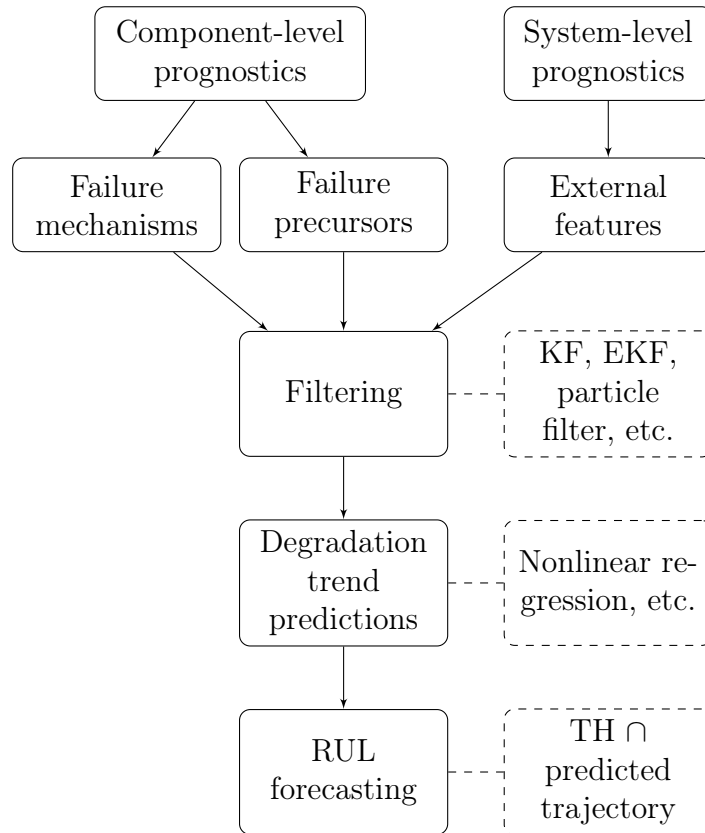 Component-level
prognostics
System-level
prognostics
Failure
mechanisms
Failure
precursors
External
features
Filtering
KF, EKF,
particle
filter, etc.
Degradation
trend
predictions
Nonlinear re-
gression, etc.
RUL
forecasting
TH ∩
predicted
trajectory